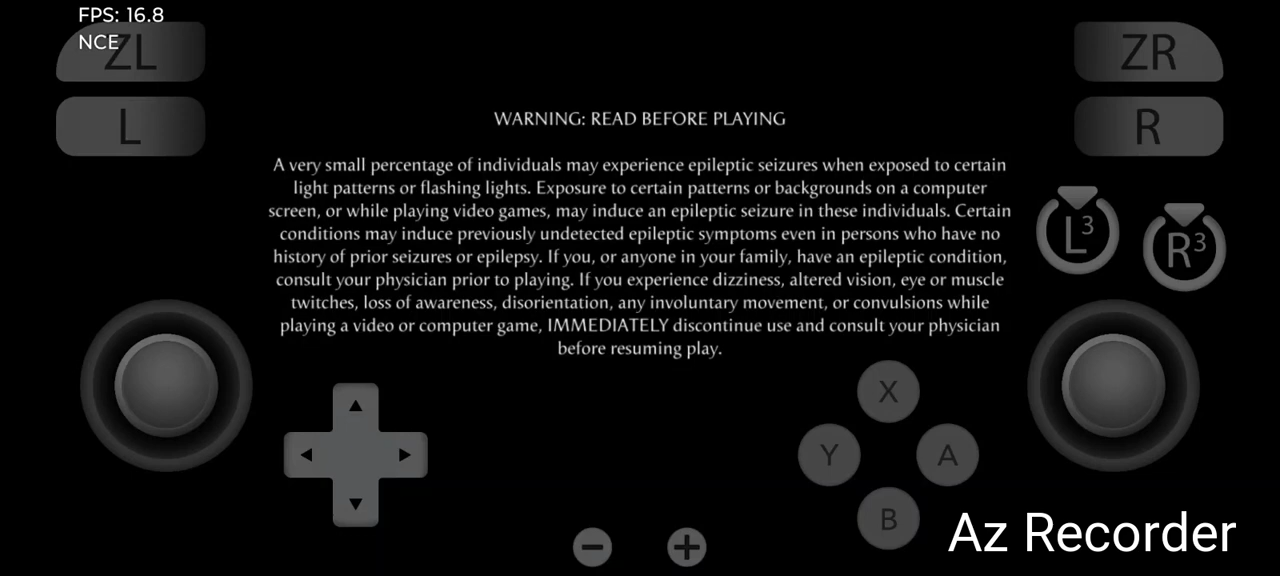 FPS: 16.8
NCE
ZL
ZR
L
R
WARNING: READ BEFORE PLAYING
A very small percentage of individuals may experience epileptic seizures when exposed to certain
light patterns or flashing lights. Exposure to certain patterns or backgrounds on a computer
screen, or while playing video games, may induce an epileptic seizure in these individuals. Certain
conditions may induce previously undetected epileptic symptoms even in persons who have no
history of prior seizures or epilepsy. If you, or anyone in your family, have an epileptic condition,
consult your physician prior to playing. If you experience dizziness, altered vision, eye or muscle
twitches, loss of awareness, disorientation, any involuntary movement, or convulsions while
playing a video or computer game, IMMEDIATELY discontinue use and consult your physician
before resuming play.
L3
R3
X
Y
A
B
Az Recorder